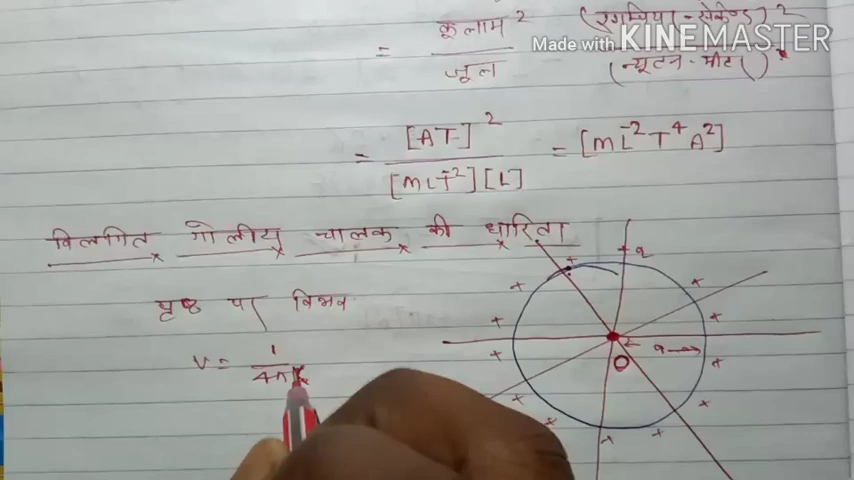 कूलाम² (एम्पियर-सेकेण्ड)²
= ——— ———
जूल (न्यूटन-मीटर)
Made with KINEMASTER
= [AT]² / [MLT⁻²][L] = [ML⁻²T⁴A²]
विलगित गोलीय चालक की धारिता
पृष्ठ पर विभव
V = 1 / 4π
q
a
O